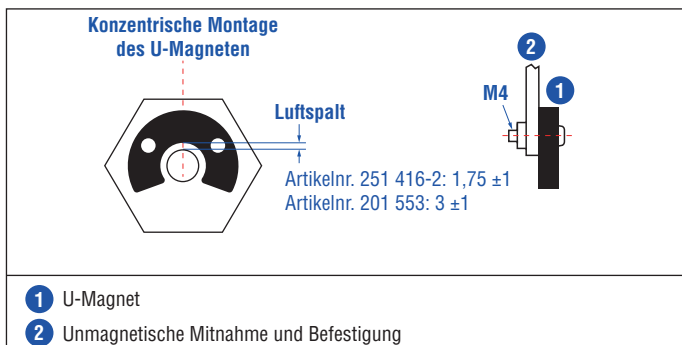 Konzentrische Montage
des U-Magneten
Luftspalt
Artikelnr. 251 416-2: 1,75 ±1
Artikelnr. 201 553: 3 ±1
2
1
M4
1 U-Magnet
2 Unmagnetische Mitnahme und Befestigung